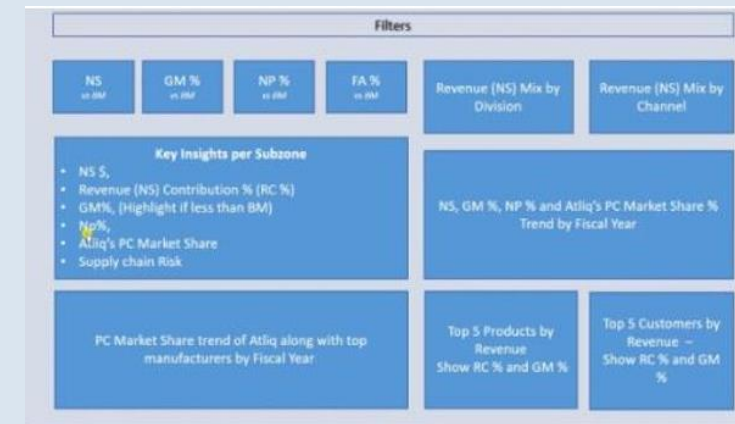 Filters
NS
vs BM
GM %
vs BM
NP %
vs BM
FA %
vs BM
Revenue (NS) Mix by
Division
Revenue (NS) Mix by
Channel
Key Insights per Subzone
• NS $,
• Revenue (NS) Contribution % (RC %)
• GM%, (Highlight if less than BM)
• Np%,
• Atliq's PC Market Share
• Supply chain Risk
NS, GM %, NP % and Atliq's PC Market Share %
Trend by Fiscal Year
PC Market Share trend of Atliq along with top
manufacturers by Fiscal Year
Top 5 Products by
Revenue
Show RC % and GM %
Top 5 Customers by
Revenue –
Show RC % and GM
%